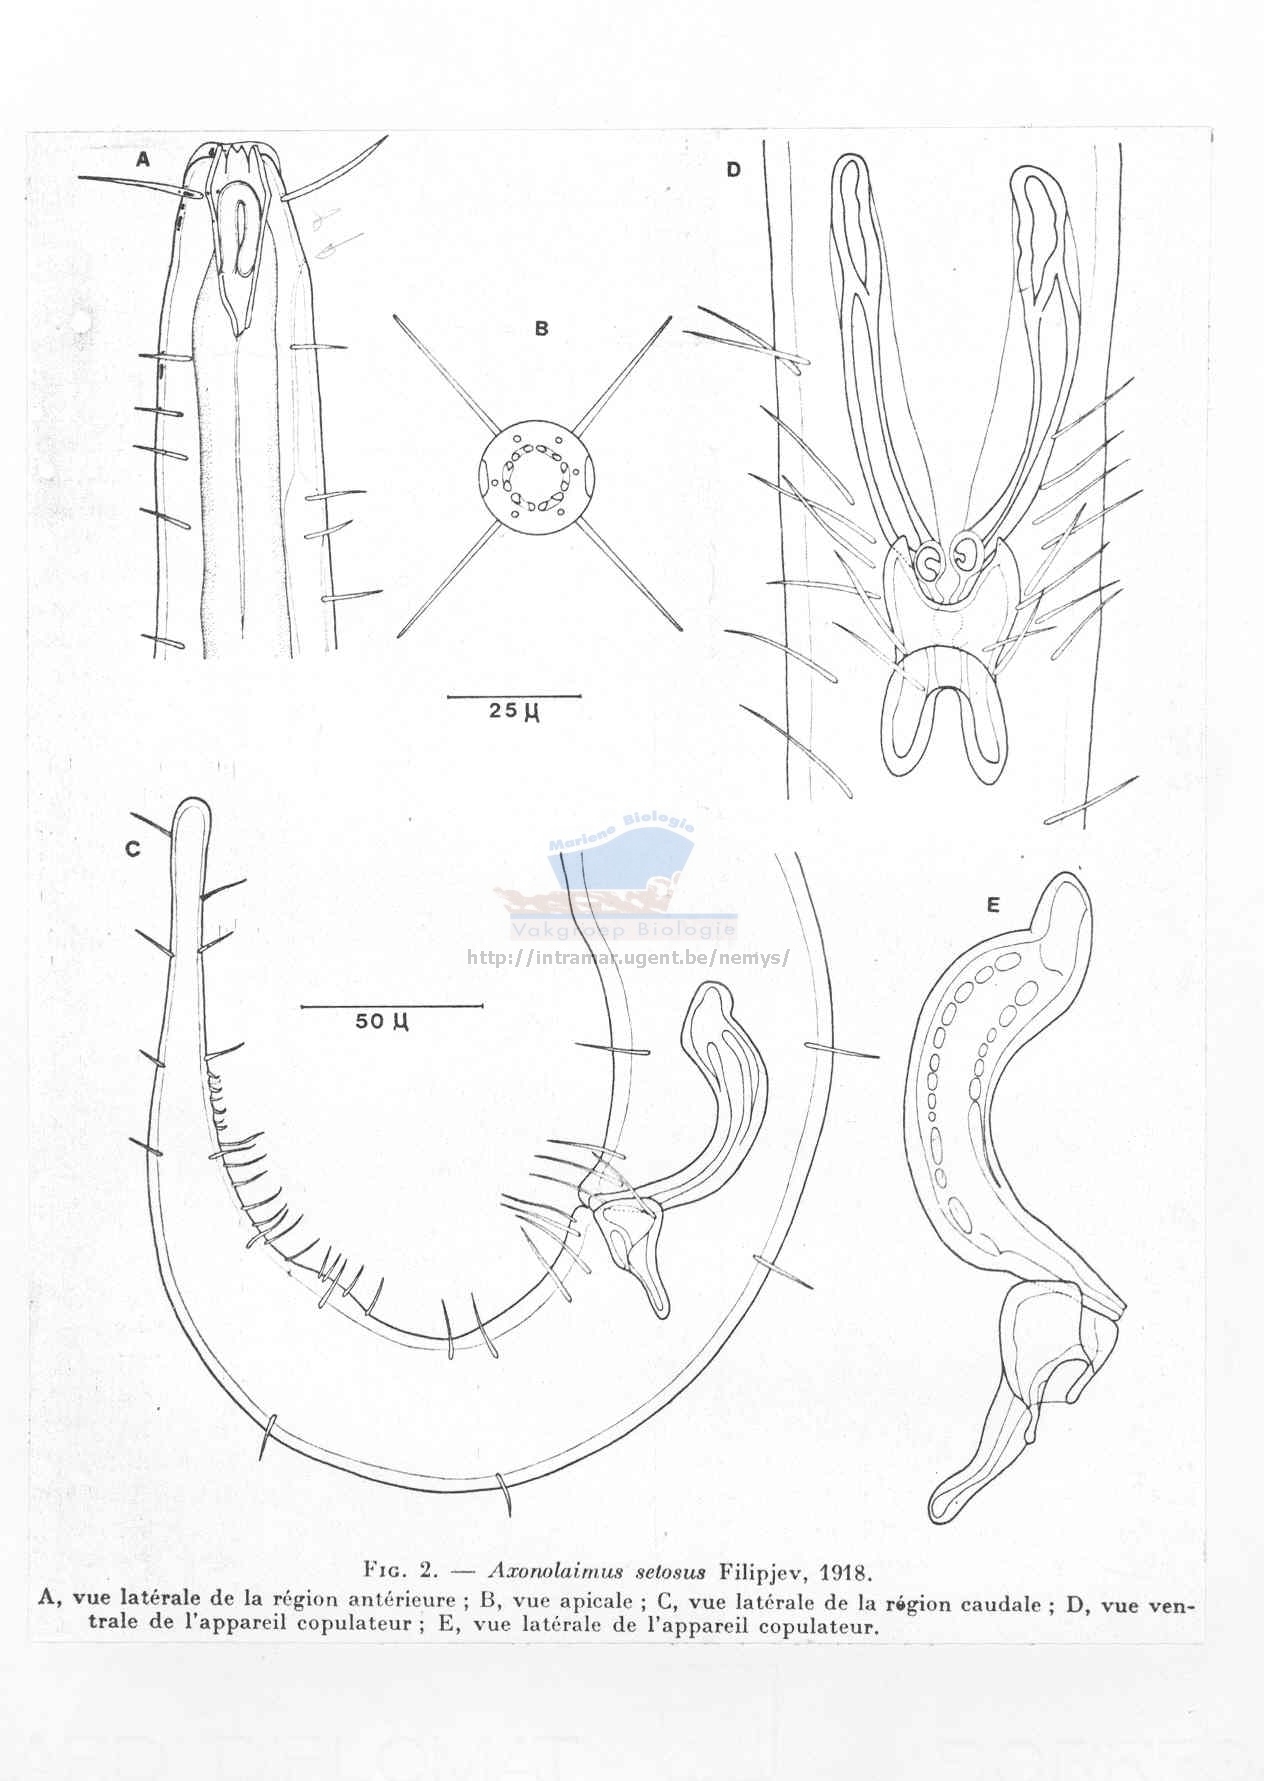 A
B
D
25 µ
C
50 µ
E
Mariene Biologie
Vakgroep Biologie
http://intramar.ugent.be/nemys/
FIG. 2. — Axonolaimus setosus Filipjev, 1918.
A, vue latérale de la région antérieure ; B, vue apicale ; C, vue latérale de la région caudale ; D, vue ven-
trale de l'appareil copulateur ; E, vue latérale de l'appareil copulateur.